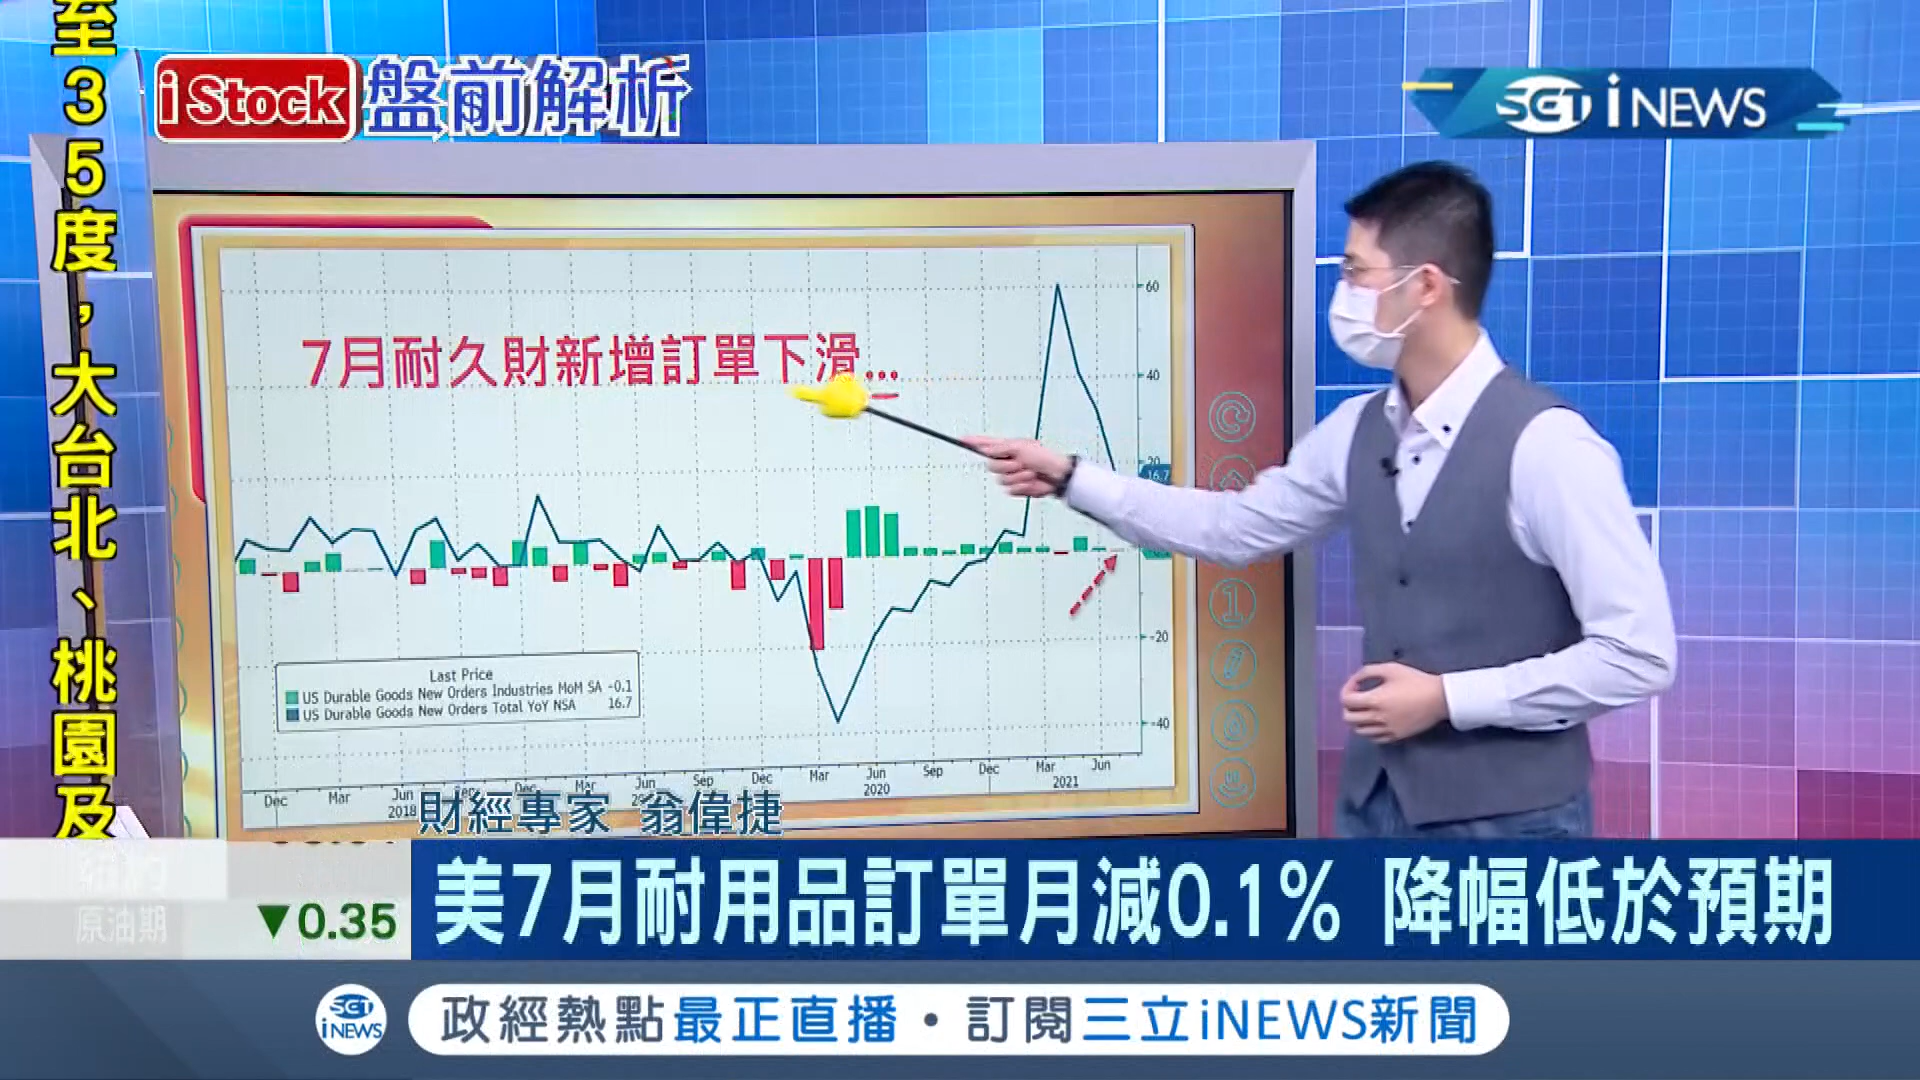 至35度，大台北、桃園及
i Stock 盤前解析
SET iNEWS
7月耐久財新增訂單下滑...
60
40
20
16.7
-20
-40
Last Price
US Durable Goods New Orders Industries MoM SA -0.1
US Durable Goods New Orders Total YoY NSA 16.7
Dec Mar Jun Dec Mar Jun Sep Dec Mar Jun Sep Dec Mar Jun
2018 2020 2021
財經專家 翁偉捷
原油期 ▼0.35
美7月耐用品訂單月減0.1% 降幅低於預期
SET iNEWS
政經熱點最正直播・訂閱三立iNEWS新聞